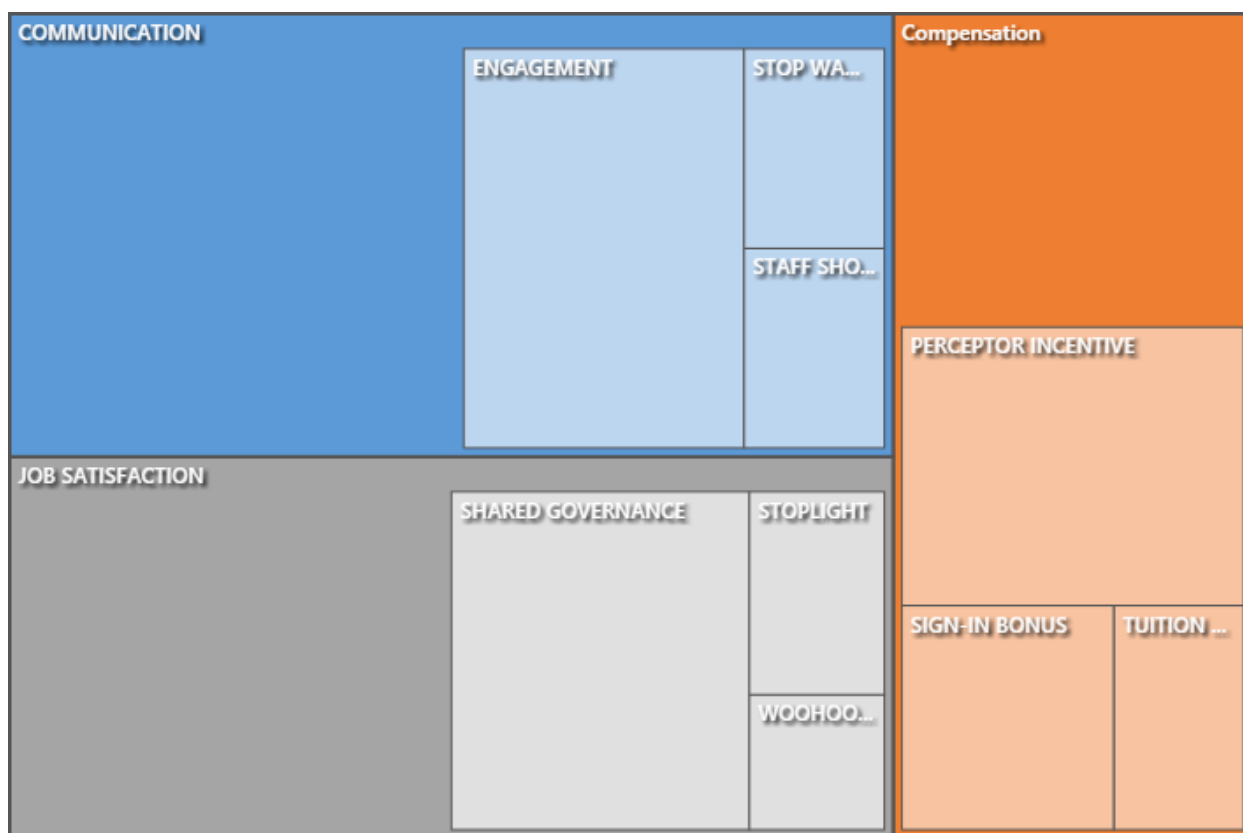 COMMUNICATION
ENGAGEMENT
STOP WA...
STAFF SHO...
Compensation
PERCEPTOR INCENTIVE
SIGN-IN BONUS
TUITION ...
JOB SATISFACTION
SHARED GOVERNANCE
STOPLIGHT
WOOHOO...